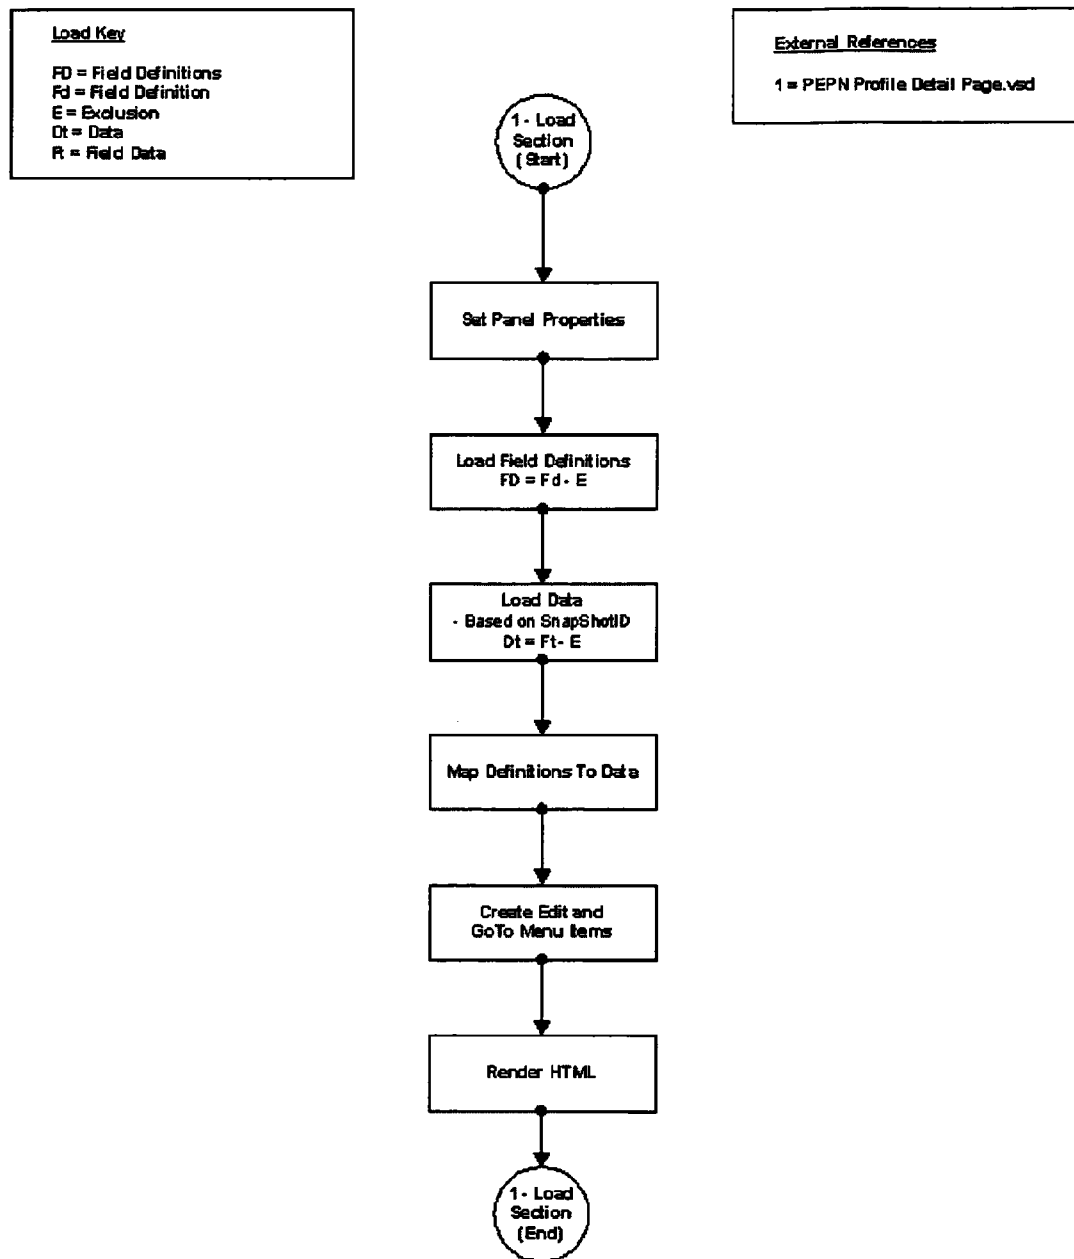 Load Key
FD = Field Definitions
Fd = Field Definition
E = Exclusion
Dt = Data
Ft = Field Data
External References
1 = PEPN Profile Detail Page.vsd
1 - Load
Section
(Start)
Set Panel Properties
Load Field Definitions
FD = Fd - E
Load Data
- Based on SnapShotID
Dt = Ft - E
Map Definitions To Data
Create Edit and
GoTo Menu Items
Render HTML
1 - Load
Section
(End)